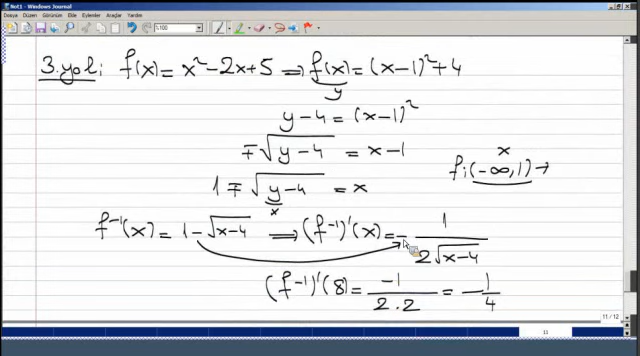 Not1 - Windows Journal
Dosya Düzen Görünüm Ekle Eylemler Araçlar Yardım
%100
3.yol; f(x) = x² - 2x + 5 ⟹ f(x) = (x-1)² + 4
y
y - 4 = (x-1)²
∓√(y-4) = x - 1
x
f: (-∞, 1) →
1 ∓ √(y-4) = x
x
f⁻¹(x) = 1 - √(x-4) ⟹ (f⁻¹)'(x) = - 1/(2√(x-4))
(f⁻¹)'(8) = -1/(2.2) = -1/4
11 / 12
11